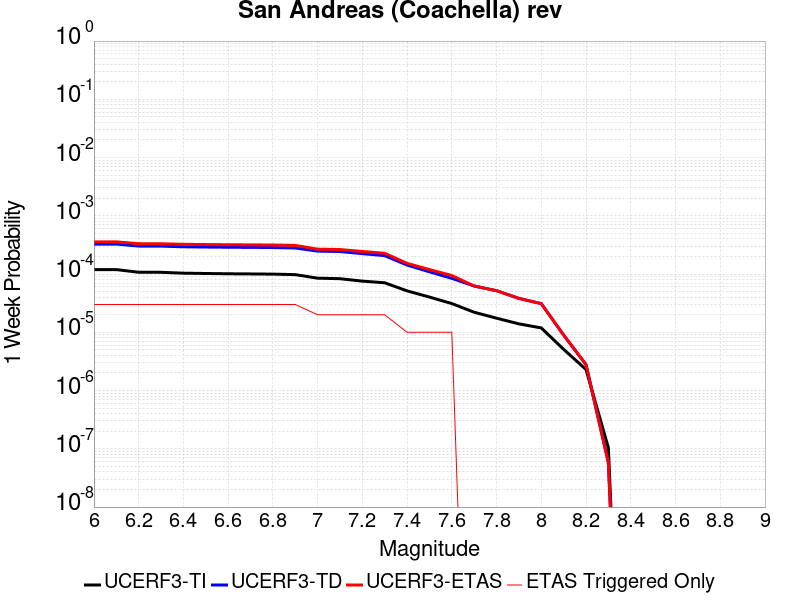 San Andreas (Coachella) rev
10^0
10^-1
10^-2
10^-3
10^-4
10^-5
10^-6
10^-7
10^-8
1 Week Probability
6 6.2 6.4 6.6 6.8 7 7.2 7.4 7.6 7.8 8 8.2 8.4 8.6 8.8 9
Magnitude
UCERF3-TI UCERF3-TD UCERF3-ETAS ETAS Triggered Only